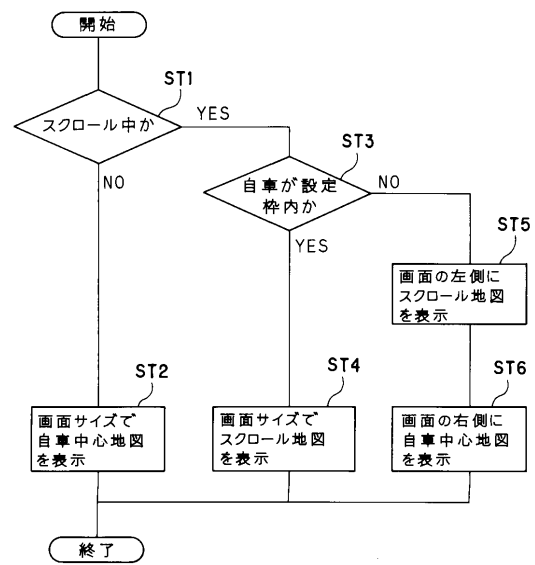 開始
ST1
スクロール中か
YES
NO
ST3
自車が設定
枠内か
NO
YES
ST5
画面の左側に
スクロール地図
を表示
ST2
画面サイズで
自車中心地図
を表示
ST4
画面サイズで
スクロール地図
を表示
ST6
画面の右側に
自車中心地図
を表示
終了